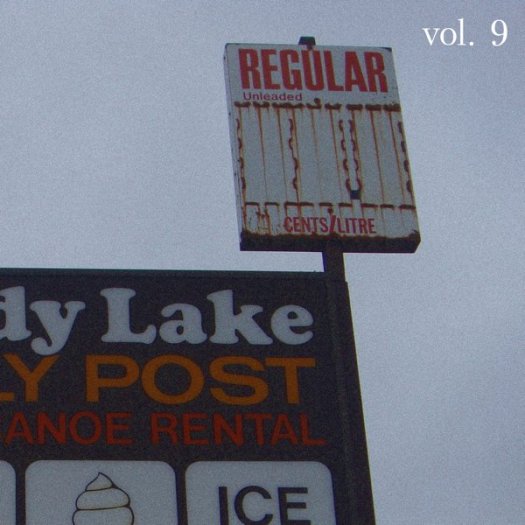 vol. 9
REGULAR
Unleaded
CENTS/LITRE
dy Lake
LY POST
ANOE RENTAL
ICE